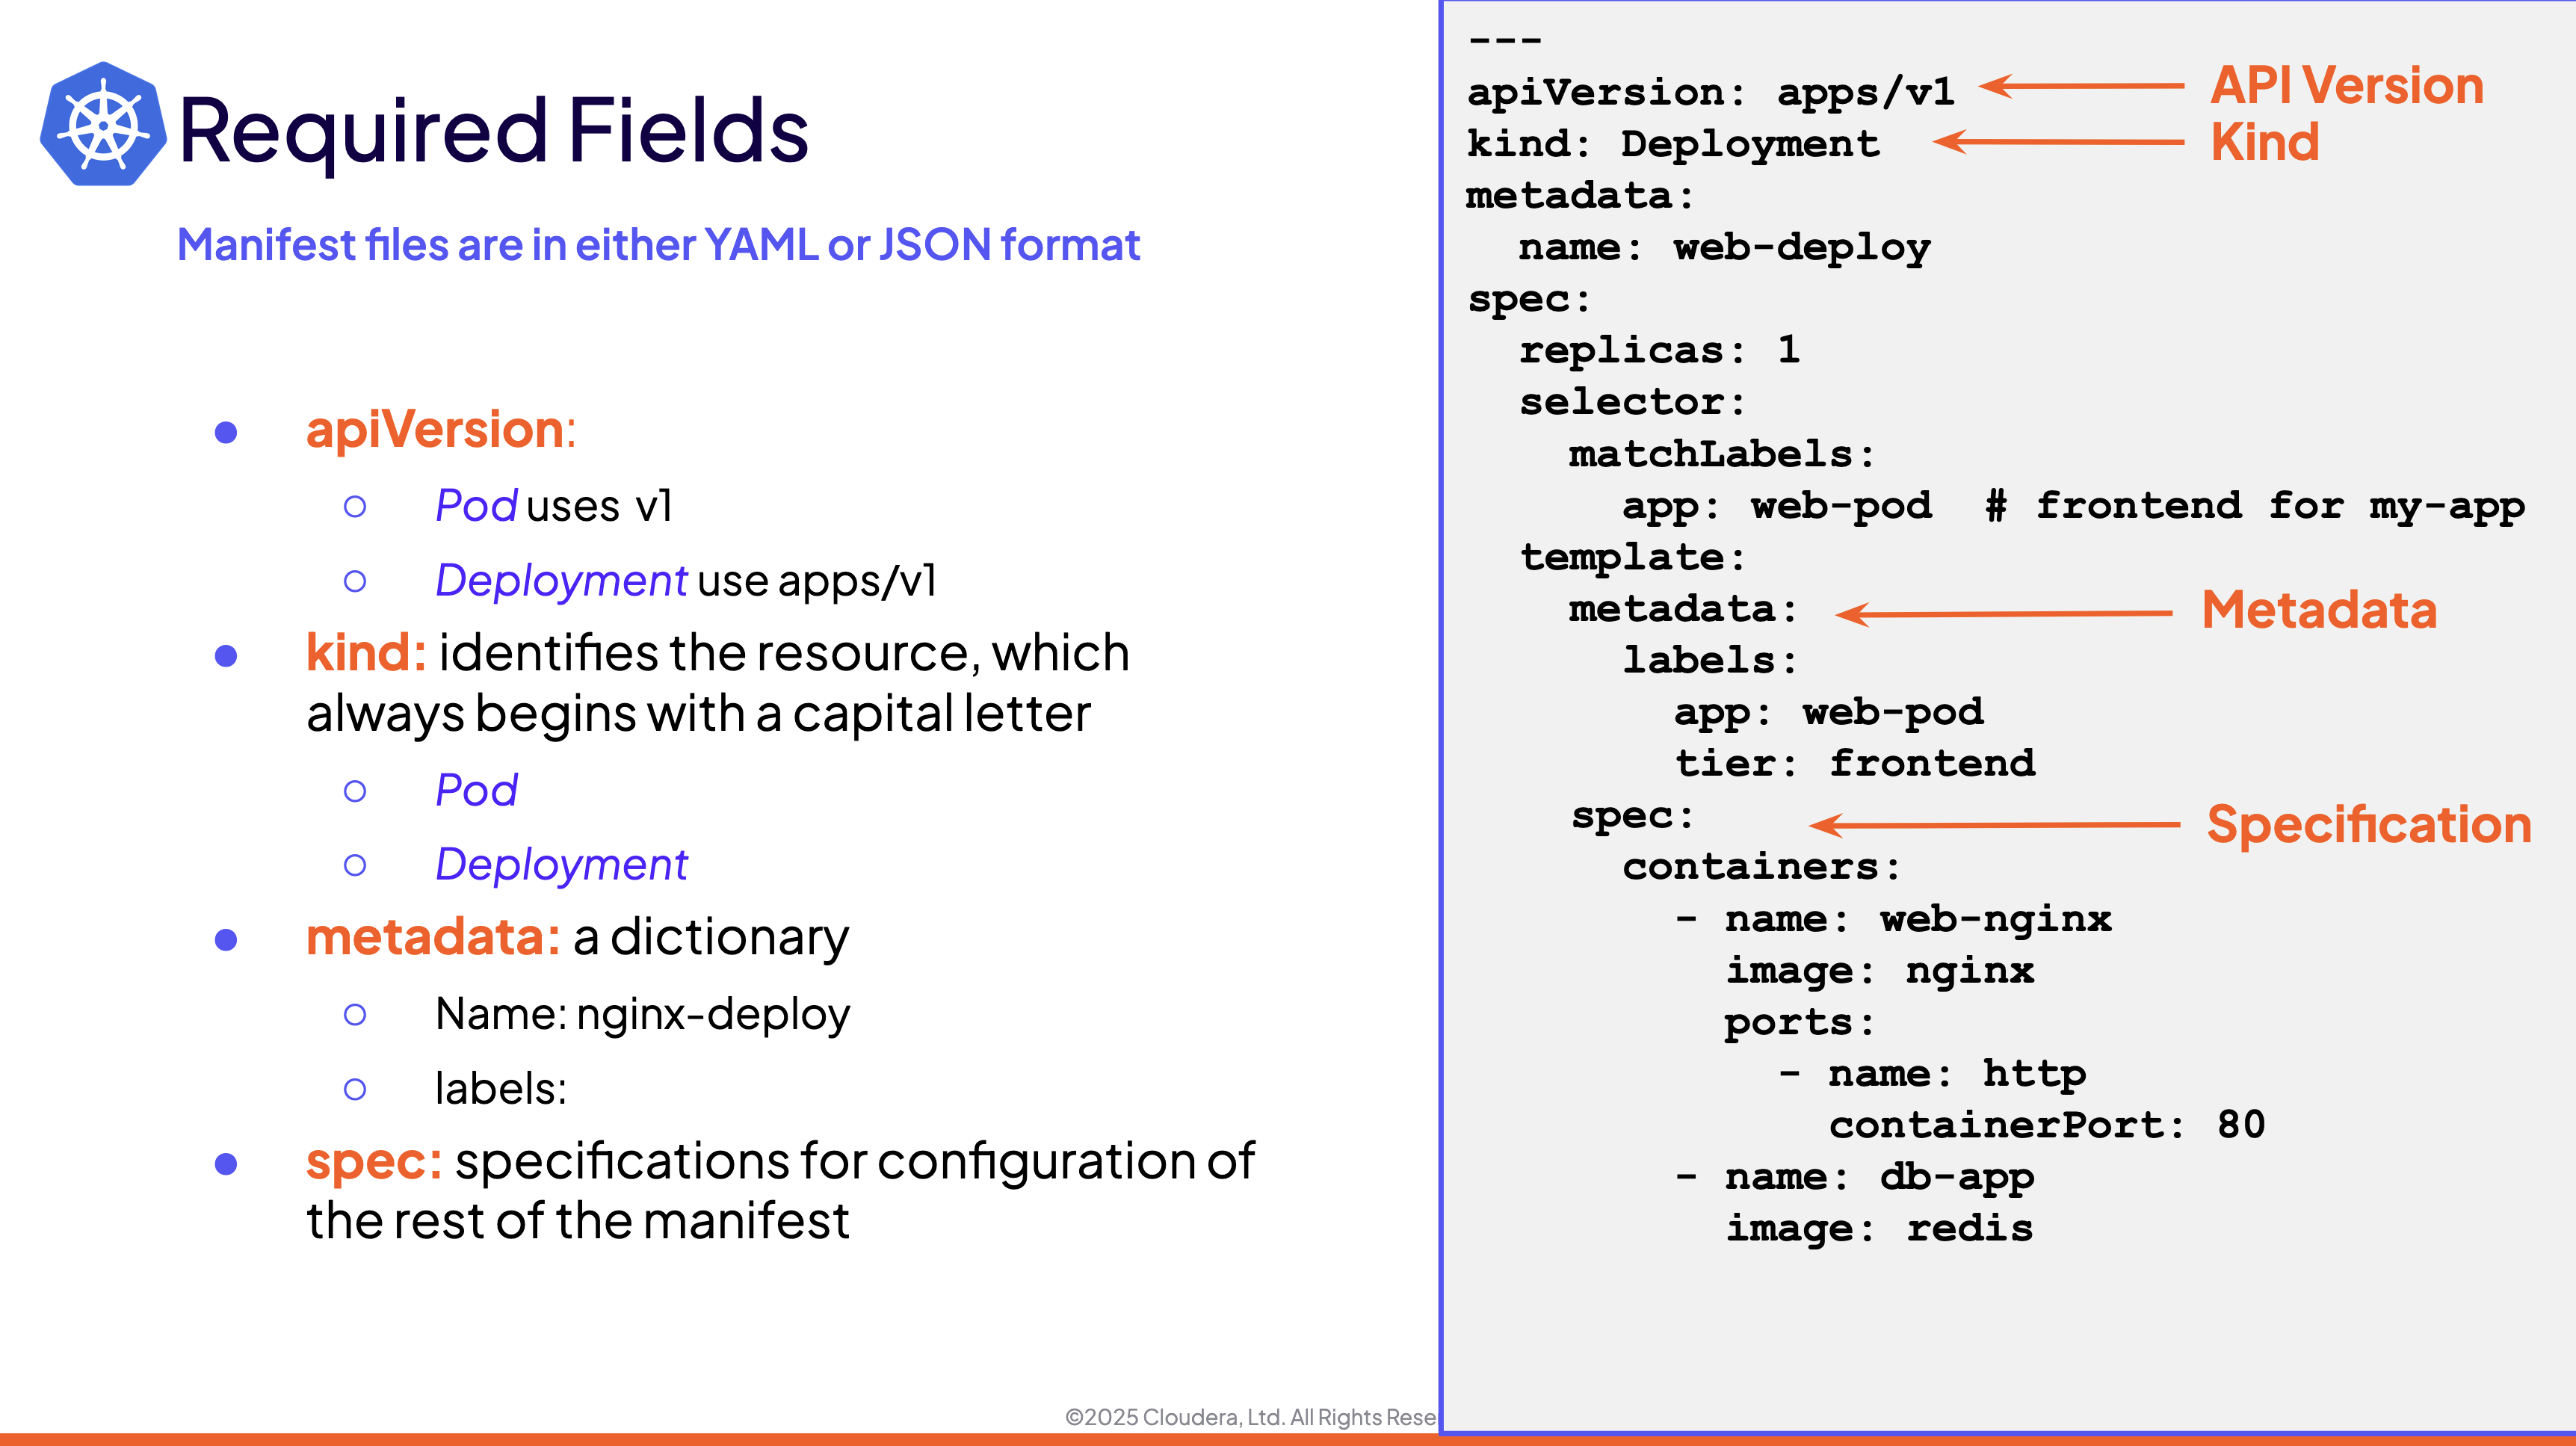 Required Fields
Manifest files are in either YAML or JSON format
● apiVersion:
○ Pod uses v1
○ Deployment use apps/v1
● kind: identifies the resource, which
always begins with a capital letter
○ Pod
○ Deployment
● metadata: a dictionary
○ Name: nginx-deploy
○ labels:
● spec: specifications for configuration of
the rest of the manifest
---
apiVersion: apps/v1
API Version
kind: Deployment
Kind
metadata:
  name: web-deploy
spec:
  replicas: 1
  selector:
    matchLabels:
      app: web-pod  # frontend for my-app
  template:
    metadata:
Metadata
      labels:
        app: web-pod
        tier: frontend
    spec:
Specification
      containers:
        - name: web-nginx
          image: nginx
          ports:
            - name: http
              containerPort: 80
        - name: db-app
          image: redis
©2025 Cloudera, Ltd. All Rights